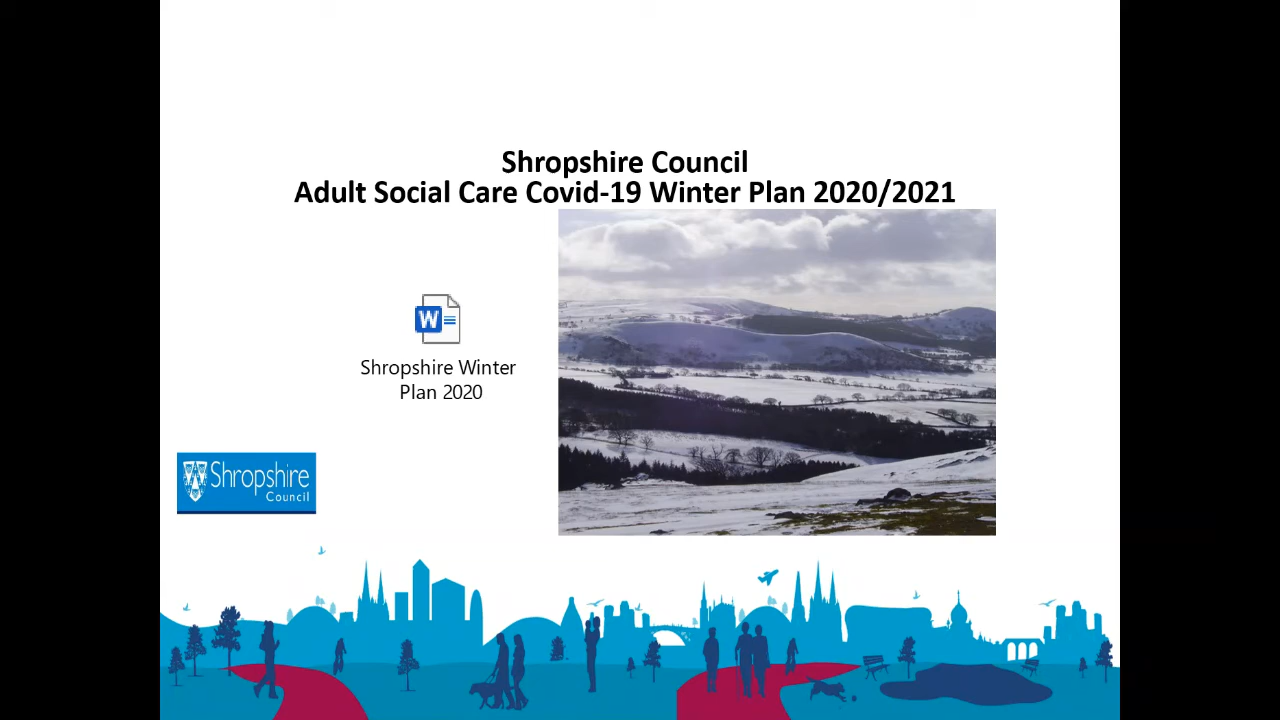 Shropshire Council
Adult Social Care Covid-19 Winter Plan 2020/2021
W
Shropshire Winter
Plan 2020
Shropshire
Council